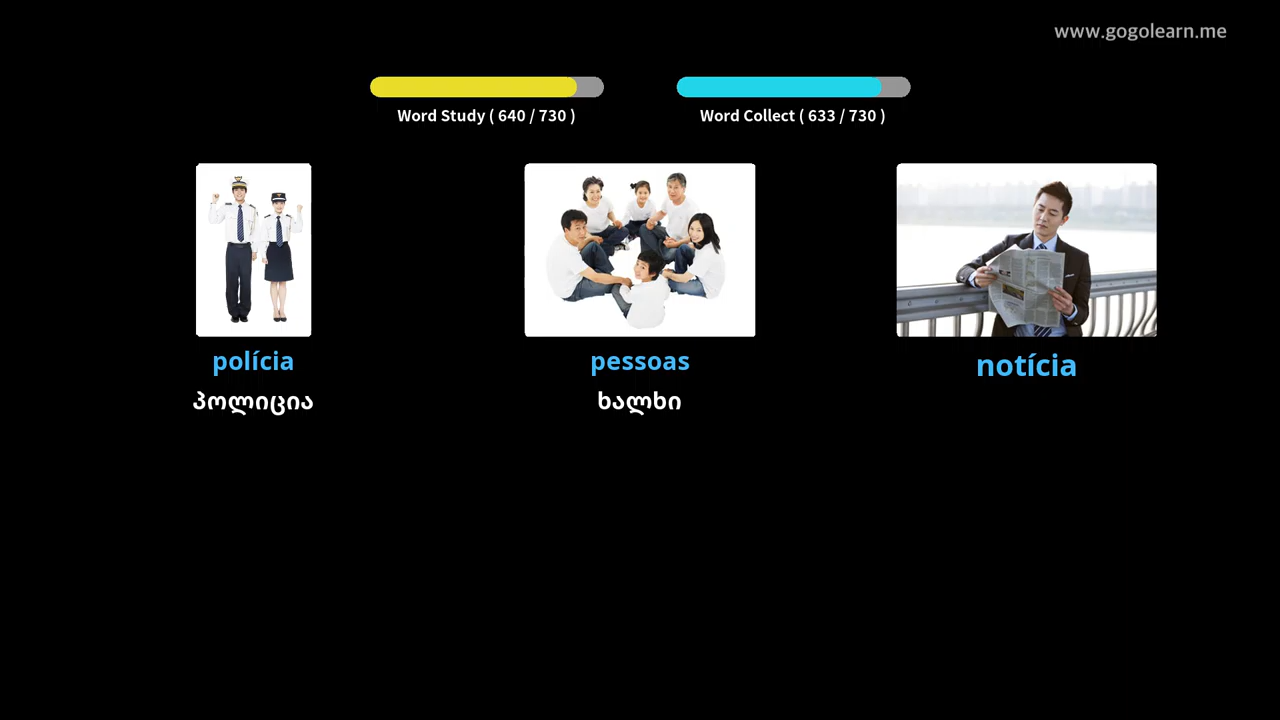 www.gogolearn.me
Word Study ( 640 / 730 )
Word Collect ( 633 / 730 )
polícia
pessoas
notícia
პოლიცია
ხალხი